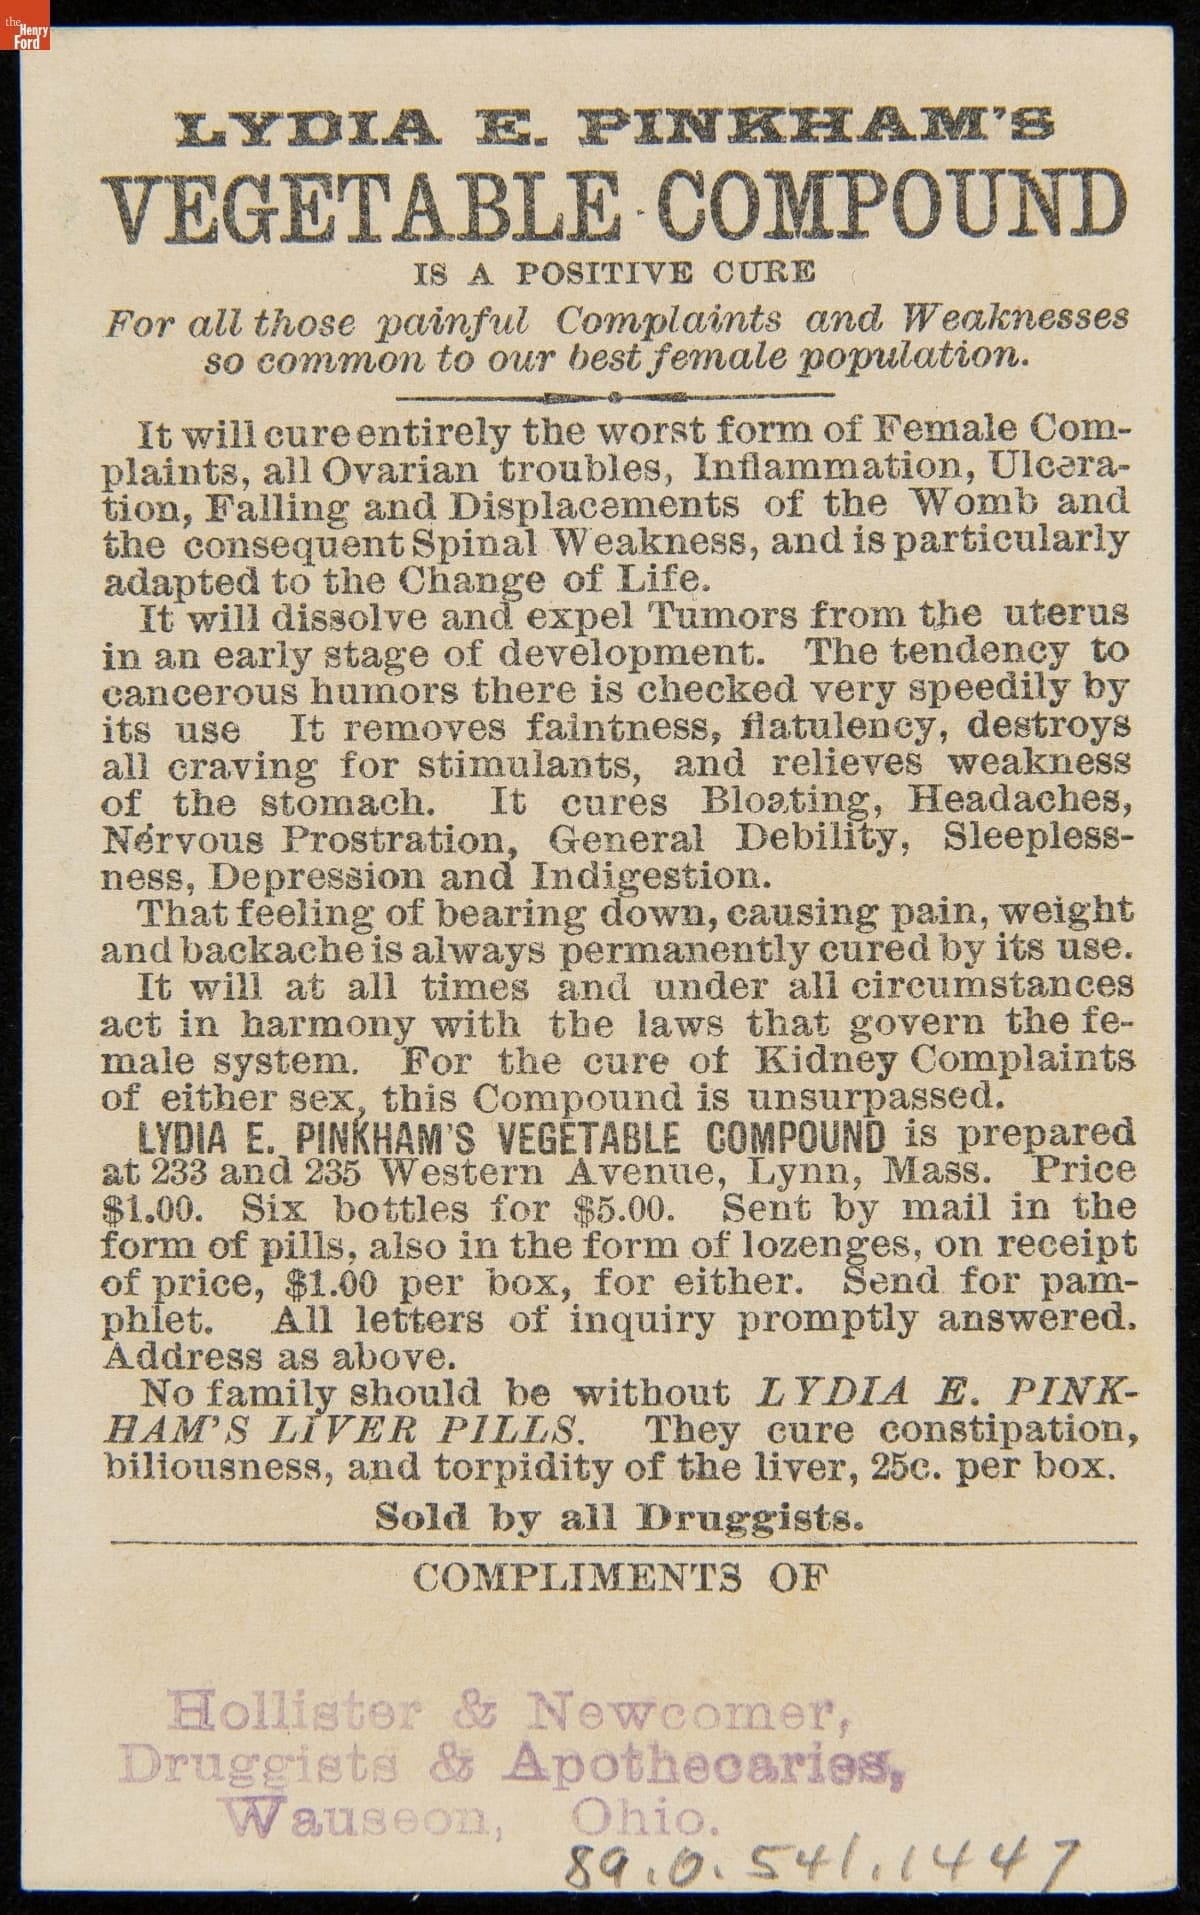 the
Henry
Ford
LYDIA E. PINKHAM'S
VEGETABLE COMPOUND
IS A POSITIVE CURE
For all those painful Complaints and Weaknesses
so common to our best female population.
It will cure entirely the worst form of Female Com-
plaints, all Ovarian troubles, Inflammation, Ulcera-
tion, Falling and Displacements of the Womb and
the consequent Spinal Weakness, and is particularly
adapted to the Change of Life.
It will dissolve and expel Tumors from the uterus
in an early stage of development. The tendency to
cancerous humors there is checked very speedily by
its use It removes faintness, flatulency, destroys
all craving for stimulants, and relieves weakness
of the stomach. It cures Bloating, Headaches,
Nervous Prostration, General Debility, Sleepless-
ness, Depression and Indigestion.
That feeling of bearing down, causing pain, weight
and backache is always permanently cured by its use.
It will at all times and under all circumstances
act in harmony with the laws that govern the fe-
male system. For the cure of Kidney Complaints
of either sex, this Compound is unsurpassed.
LYDIA E. PINKHAM'S VEGETABLE COMPOUND is prepared
at 233 and 235 Western Avenue, Lynn, Mass. Price
$1.00. Six bottles for $5.00. Sent by mail in the
form of pills, also in the form of lozenges, on receipt
of price, $1.00 per box, for either. Send for pam-
phlet. All letters of inquiry promptly answered.
Address as above.
No family should be without LYDIA E. PINK-
HAM'S LIVER PILLS. They cure constipation,
biliousness, and torpidity of the liver, 25c. per box.
Sold by all Druggists.
COMPLIMENTS OF
Hollister & Newcomer,
Druggists & Apothecaries,
Wauseon, Ohio.
89.0.541.1447